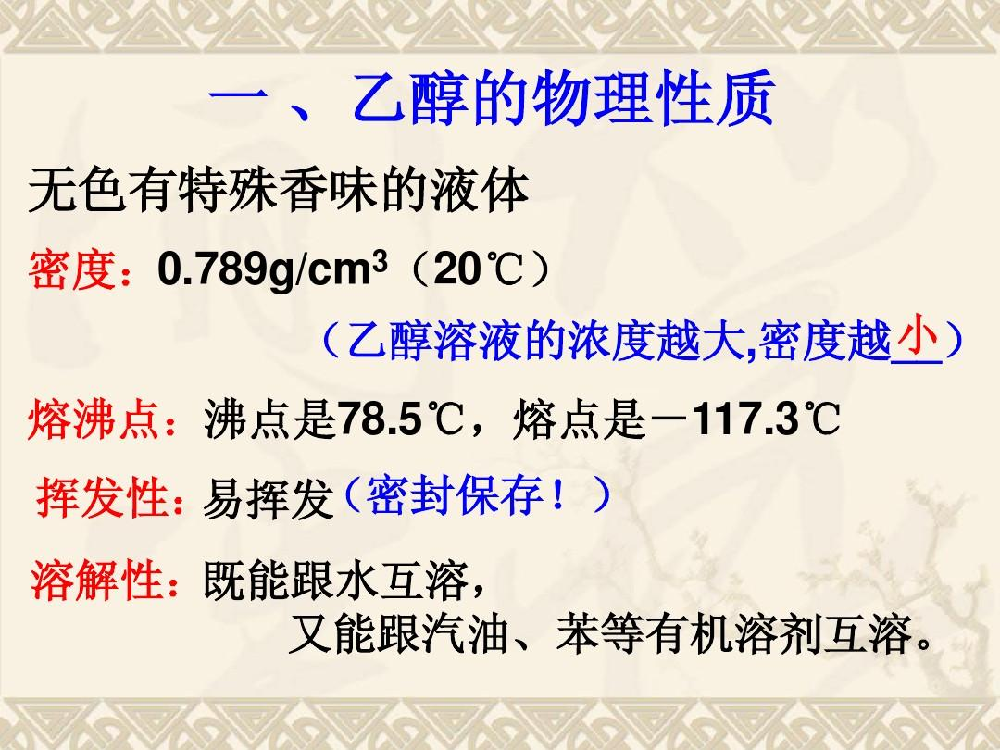 一 、乙醇的物理性质
无色有特殊香味的液体
密度：0.789g/cm³（20℃）
（乙醇溶液的浓度越大,密度越小）
熔沸点：沸点是78.5℃，熔点是－117.3℃
挥发性：易挥发（密封保存！）
溶解性：既能跟水互溶，
又能跟汽油、苯等有机溶剂互溶。